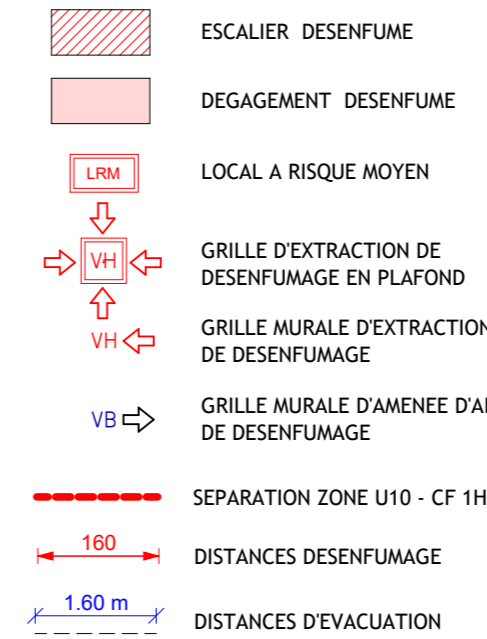 ESCALIER DESENFUME
DEGAGEMENT DESENFUME
LRM
LOCAL A RISQUE MOYEN
VH
GRILLE D'EXTRACTION DE
DESENFUMAGE EN PLAFOND
VH
GRILLE MURALE D'EXTRACTION
DE DESENFUMAGE
VB
GRILLE MURALE D'AMENEE
DE DESENFUMAGE
SEPARATION ZONE U10 - CF 1H
160
DISTANCES DESENFUMAGE
1.60 m
DISTANCES D'EVACUATION